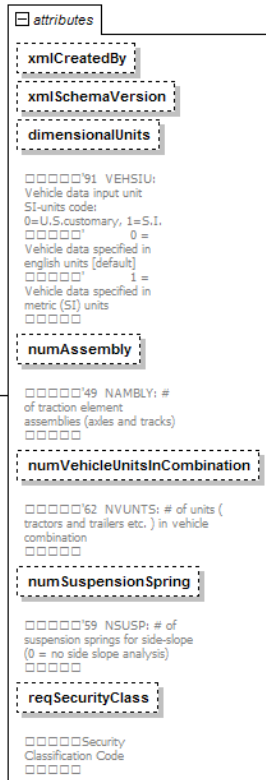 attributes
xmlCreatedBy
xmlSchemaVersion
dimensionalUnits
□□□□□'91 VEHSIU:
Vehicle data input unit
SI-units code:
0=U.S.customary, 1=S.I.
□□□□□' 0 =
Vehicle data specified in
english units [default]
□□□□□' 1 =
Vehicle data specified in
metric (SI) units
□□□□□
numAssembly
□□□□□'49 NAMBLY: #
of traction element
assemblies (axles and tracks)
□□□□□
numVehicleUnitsInCombination
□□□□□'62 NVUNTS: # of units (
tractors and trailers etc. ) in vehicle
combination
□□□□□
numSuspensionSpring
□□□□□'59 NSUSP: # of
suspension springs for side-slope
(0 = no side slope analysis)
□□□□□
reqSecurityClass
□□□□□Security
Classification Code
□□□□□